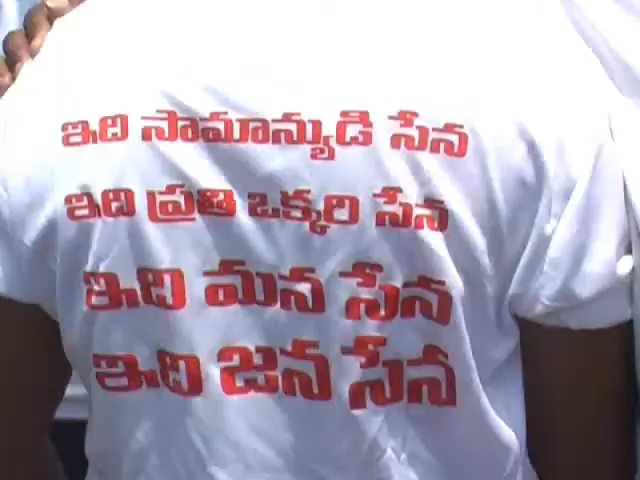 ఇది సామాన్యుడి సేన
ఇది ప్రతి ఒక్కరి సేన
ఇది మన సేన
ఇది జన సేన